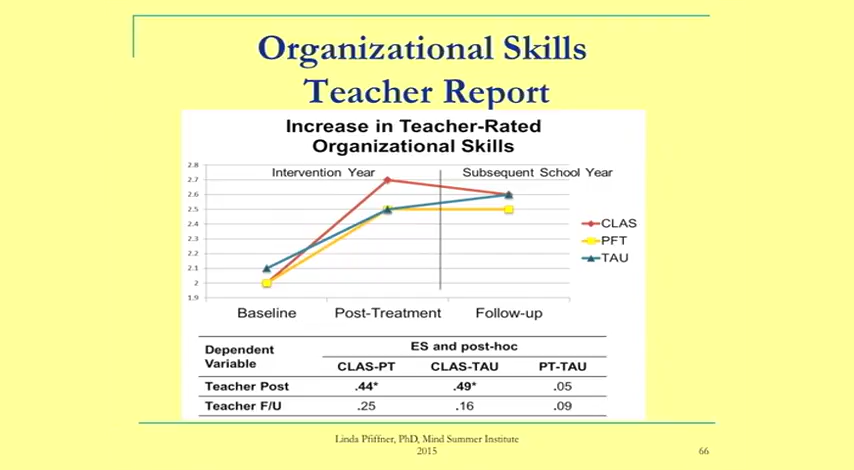 Organizational Skills
Teacher Report
Increase in Teacher-Rated
Organizational Skills
2.8
2.7
2.6
2.5
2.4
2.3
2.2
2.1
2
1.9
Intervention Year
Subsequent School Year
CLAS
PFT
TAU
Baseline Post-Treatment Follow-up
Dependent
Variable
ES and post-hoc
CLAS-PT CLAS-TAU PT-TAU
Teacher Post .44* .49* .05
Teacher F/U .25 .16 .09
Linda Pfiffner, PhD, Mind Summer Institute
2015
66